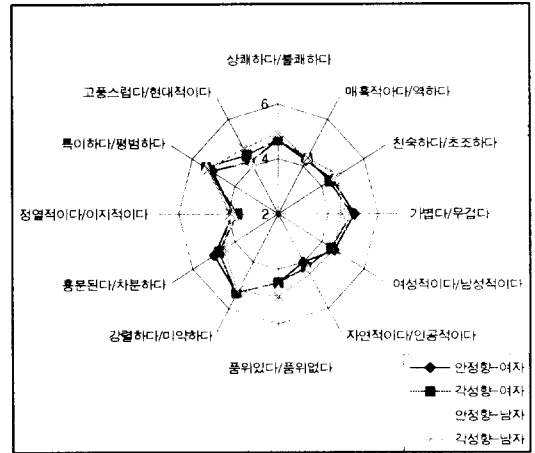 상쾌하다/불쾌하다
고풍스럽다/현대적이다
매혹적아다/역하다
6
특이하다/평범하다
4
친숙하다/초조하다
정열적이다/이지적이다
2
가볍다/무겁다
흥분된다/차분하다
여성적이다/남성적이다
강렬하다/미약하다
자연적이다/인공적이다
품위있다/품위없다
안정향-여자
각성향-여자
안정향-남자
각성향-남자